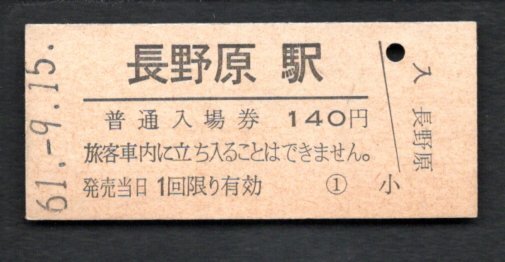 61.-9.15.
長野原 駅
普通入場券 140円
旅客車内に立ち入ることはできません。
発売当日1回限り有効 ① 小
入 長野原